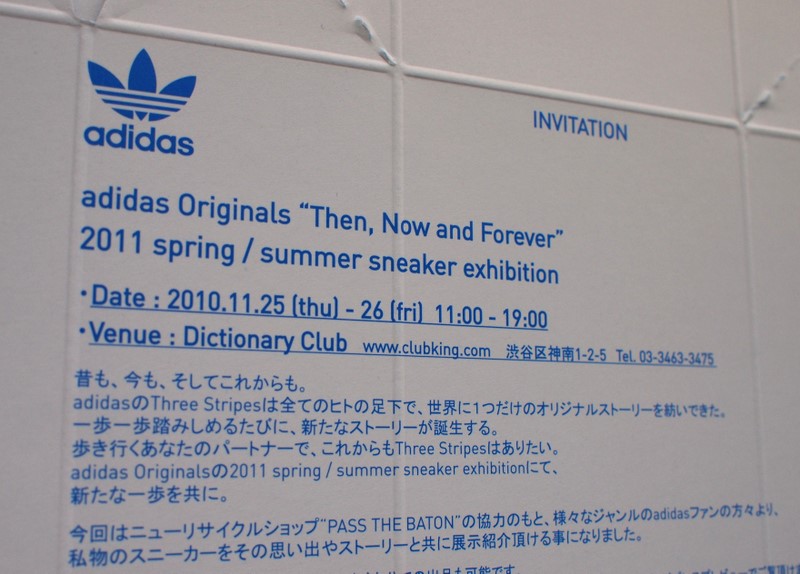 adidas
INVITATION
adidas Originals “Then, Now and Forever”
2011 spring / summer sneaker exhibition
・Date : 2010.11.25 (thu) - 26 (fri) 11:00 - 19:00
・Venue : Dictionary Club www.clubking.com 渋谷区神南1-2-5 Tel. 03-3463-3475
昔も、今も、そしてこれからも。
adidasのThree Stripesは全てのヒトの足下で、世界に1つだけのオリジナルストーリーを紡いできた。
一歩一歩踏みしめるたびに、新たなストーリーが誕生する。
歩き行くあなたのパートナーで、これからもThree Stripesはありたい。
adidas Originalsの2011 spring / summer sneaker exhibitionにて、
新たな一歩を共に。
今回はニューリサイクルショップ“PASS THE BATON”の協力のもと、様々なジャンルのadidasファンの方々より、
私物のスニーカーをその思い出やストーリーと共に展示紹介頂ける事になりました。
の出品も可能です。